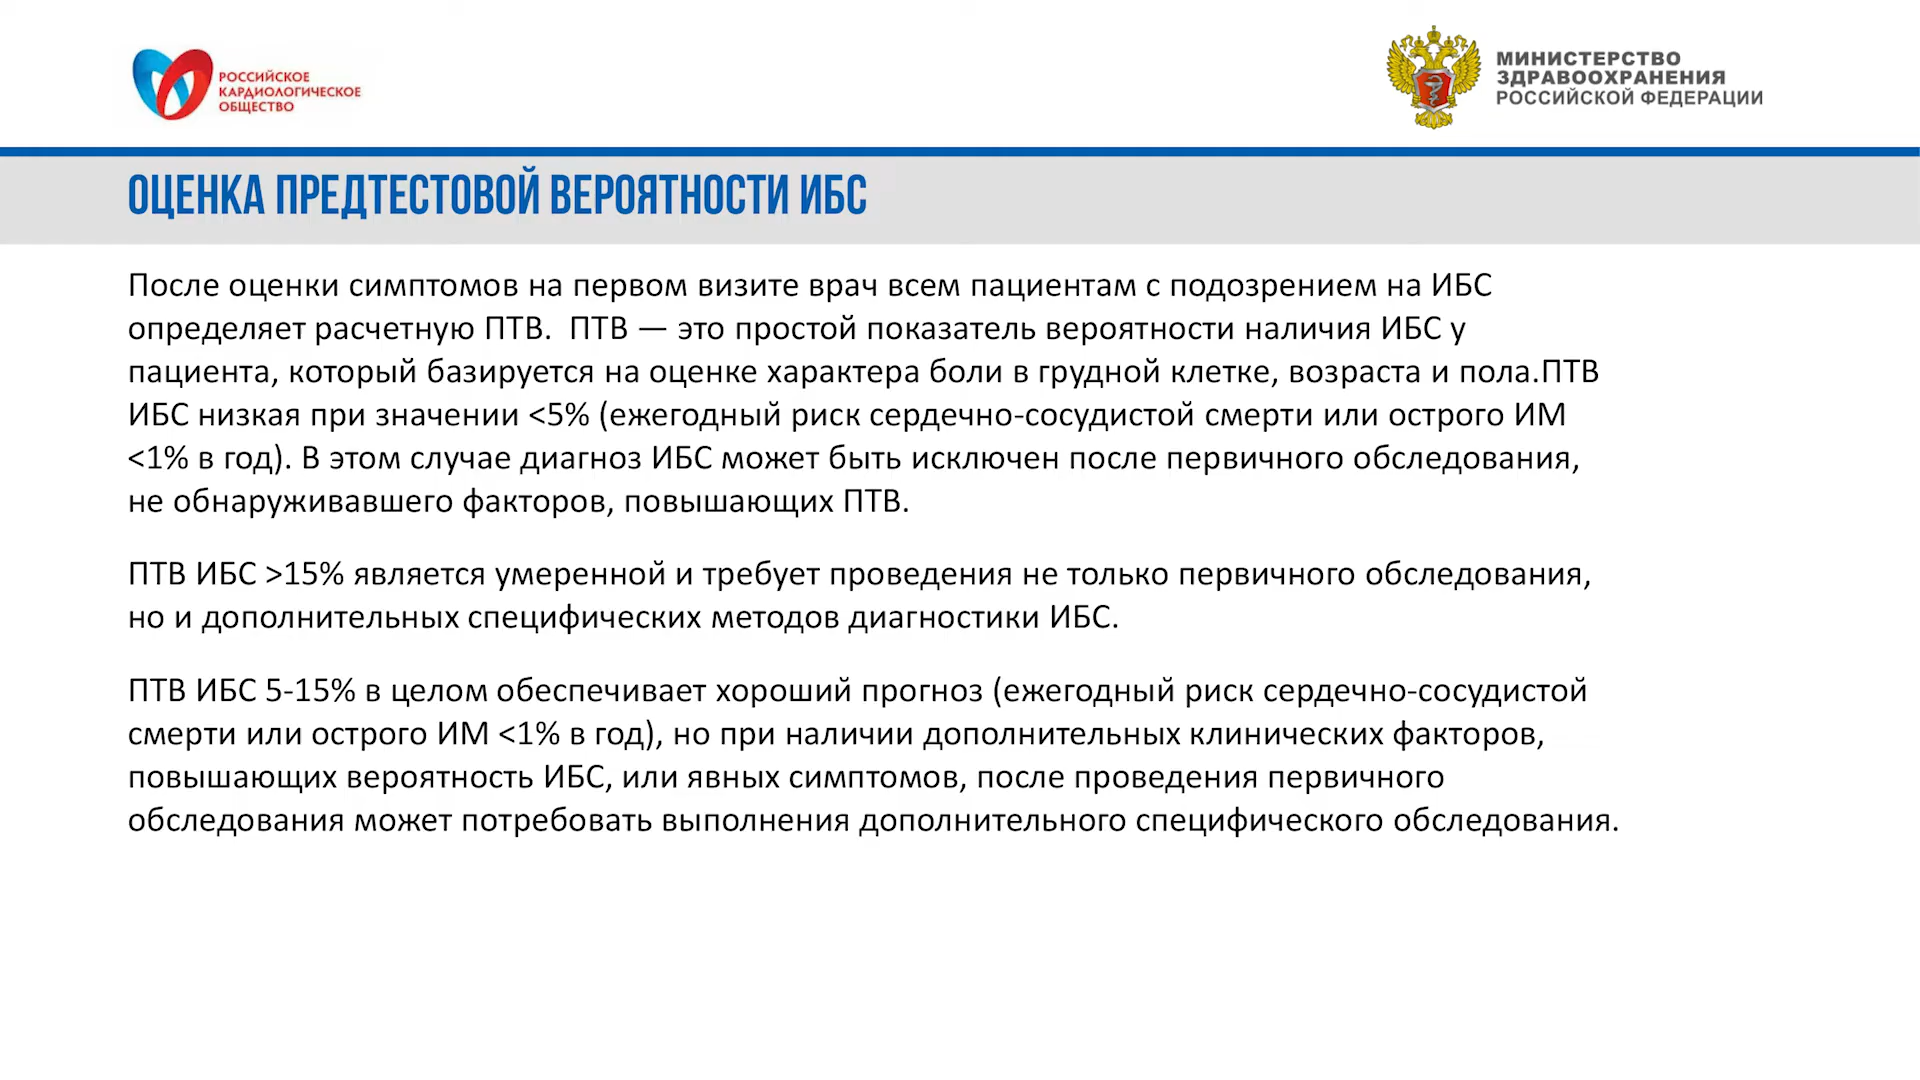 РОССИЙСКОЕ
КАРДИОЛОГИЧЕСКОЕ
ОБЩЕСТВО
МИНИСТЕРСТВО
ЗДРАВООХРАНЕНИЯ
РОССИЙСКОЙ ФЕДЕРАЦИИ
ОЦЕНКА ПРЕДТЕСТОВОЙ ВЕРОЯТНОСТИ ИБС
После оценки симптомов на первом визите врач всем пациентам с подозрением на ИБС
определяет расчетную ПТВ.  ПТВ — это простой показатель вероятности наличия ИБС у
пациента, который базируется на оценке характера боли в грудной клетке, возраста и пола.ПТВ
ИБС низкая при значении <5% (ежегодный риск сердечно-сосудистой смерти или острого ИМ
<1% в год). В этом случае диагноз ИБС может быть исключен после первичного обследования,
не обнаруживавшего факторов, повышающих ПТВ.
ПТВ ИБС >15% является умеренной и требует проведения не только первичного обследования,
но и дополнительных специфических методов диагностики ИБС.
ПТВ ИБС 5-15% в целом обеспечивает хороший прогноз (ежегодный риск сердечно-сосудистой
смерти или острого ИМ <1% в год), но при наличии дополнительных клинических факторов,
повышающих вероятность ИБС, или явных симптомов, после проведения первичного
обследования может потребовать выполнения дополнительного специфического обследования.